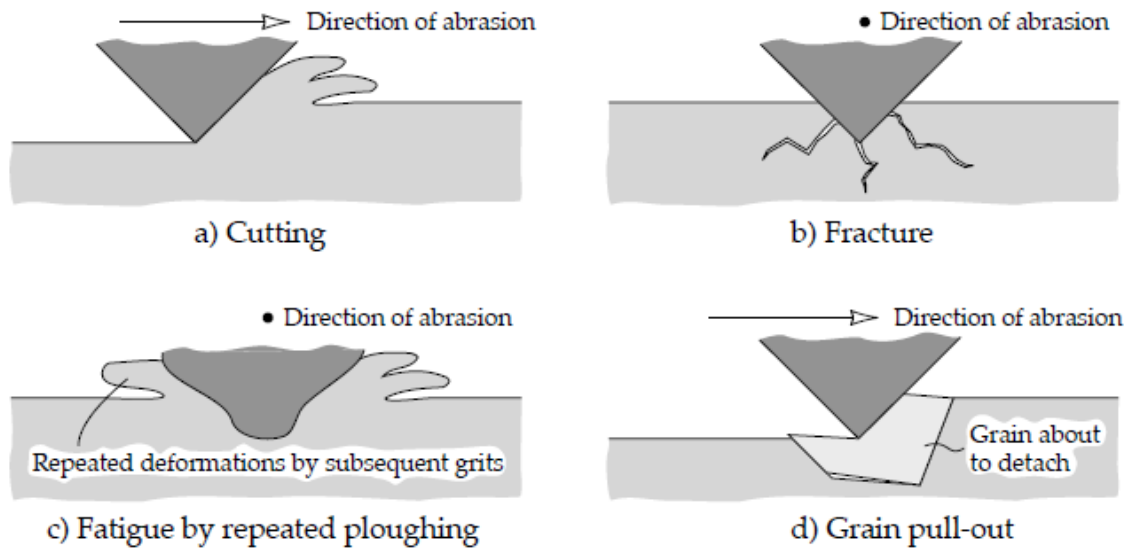 Direction of abrasion
a) Cutting
Direction of abrasion
b) Fracture
Direction of abrasion
Repeated deformations by subsequent grits
c) Fatigue by repeated ploughing
Direction of abrasion
Grain about
to detach
d) Grain pull-out